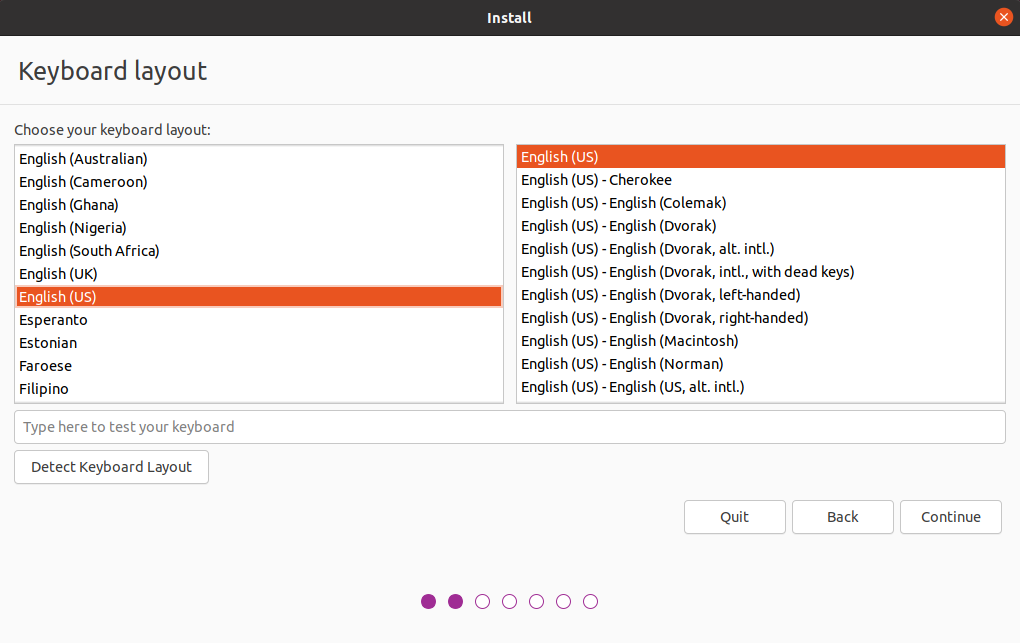 Install
Keyboard layout
Choose your keyboard layout:
English (Australian)
English (Cameroon)
English (Ghana)
English (Nigeria)
English (South Africa)
English (UK)
English (US)
Esperanto
Estonian
Faroese
Filipino
English (US)
English (US) - Cherokee
English (US) - English (Colemak)
English (US) - English (Dvorak)
English (US) - English (Dvorak, alt. intl.)
English (US) - English (Dvorak, intl., with dead keys)
English (US) - English (Dvorak, left-handed)
English (US) - English (Dvorak, right-handed)
English (US) - English (Macintosh)
English (US) - English (Norman)
English (US) - English (US, alt. intl.)
Type here to test your keyboard
Detect Keyboard Layout
Quit
Back
Continue